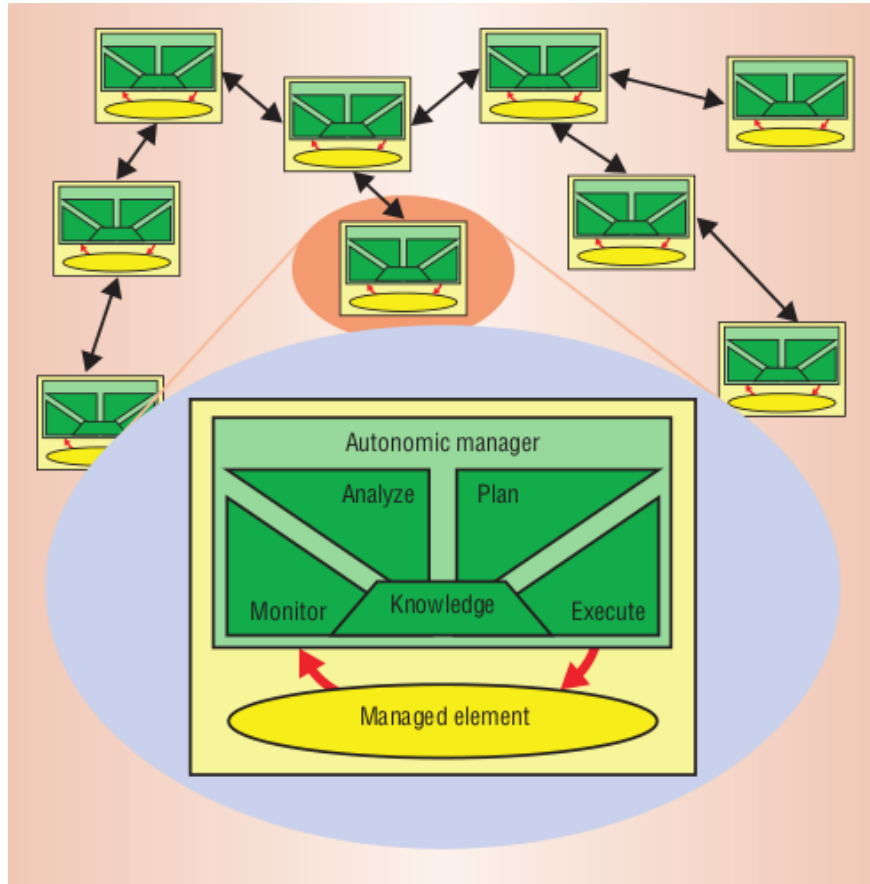 Autonomic manager
Analyze
Plan
Monitor
Knowledge
Execute
Managed element